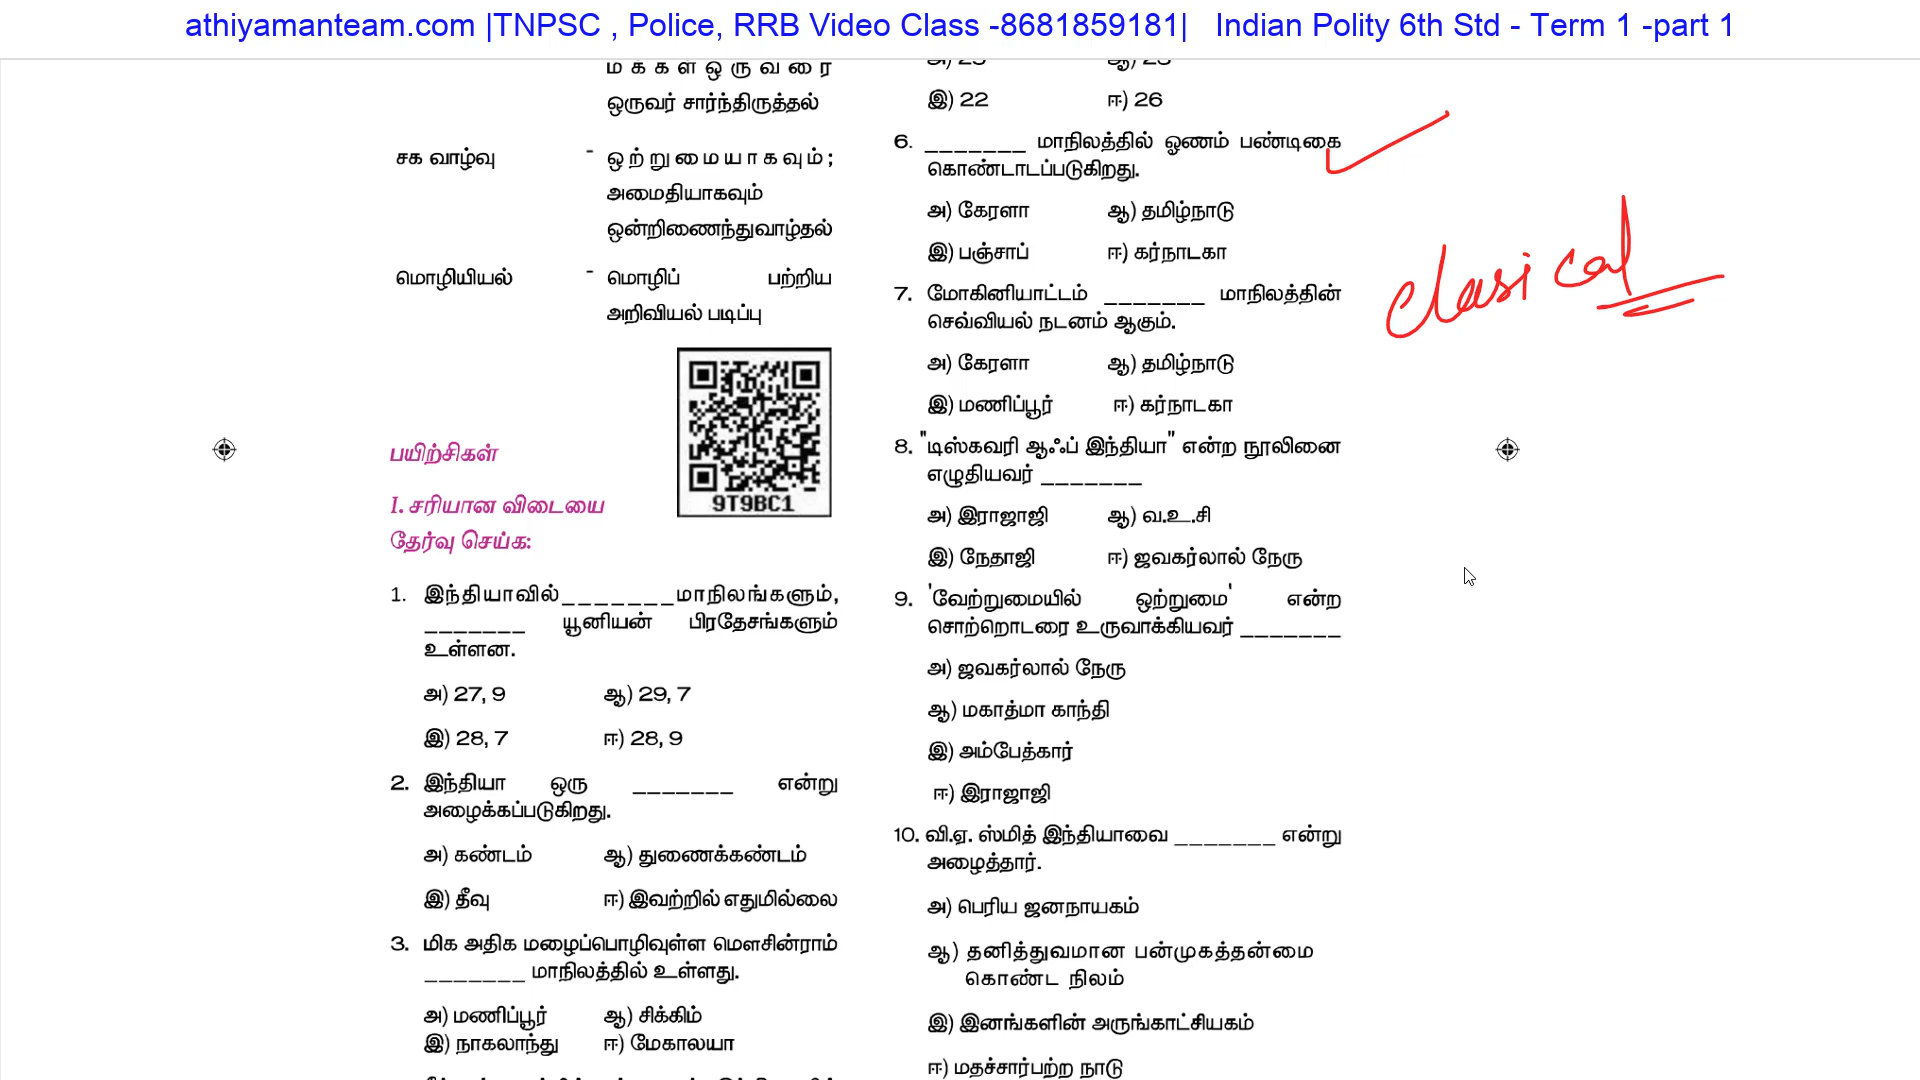 athiyamanteam.com |TNPSC , Police, RRB Video Class -8681859181|   Indian Polity 6th Std - Term 1 -part 1
மக்கள் ஒருவரை
ஒருவர் சார்ந்திருத்தல்
சக வாழ்வு - ஒற்றுமையாகவும்;
அமைதியாகவும்
ஒன்றிணைந்துவாழ்தல்
மொழியியல் - மொழிப் பற்றிய
அறிவியல் படிப்பு
9T9BC1
பயிற்சிகள்
I. சரியான விடையை
தேர்வு செய்க:
1. இந்தியாவில்_______மாநிலங்களும்,
_______ யூனியன் பிரதேசங்களும்
உள்ளன.
அ) 27, 9 ஆ) 29, 7
இ) 28, 7 ஈ) 28, 9
2. இந்தியா ஒரு _______ என்று
அழைக்கப்படுகிறது.
அ) கண்டம் ஆ) துணைக்கண்டம்
இ) தீவு ஈ) இவற்றில் எதுமில்லை
3. மிக அதிக மழைப்பொழிவுள்ள மௌசின்ராம்
_______ மாநிலத்தில் உள்ளது.
அ) மணிப்பூர் ஆ) சிக்கிம்
இ) நாகலாந்து ஈ) மேகாலயா
இ) 22 ஈ) 26
6. _______ மாநிலத்தில் ஓணம் பண்டிகை
கொண்டாடப்படுகிறது.
அ) கேரளா ஆ) தமிழ்நாடு
இ) பஞ்சாப் ஈ) கர்நாடகா
7. மோகினியாட்டம் _______ மாநிலத்தின்
செவ்வியல் நடனம் ஆகும்.
அ) கேரளா ஆ) தமிழ்நாடு
இ) மணிப்பூர் ஈ) கர்நாடகா
8. "டிஸ்கவரி ஆஃப் இந்தியா" என்ற நூலினை
எழுதியவர் _______
அ) இராஜாஜி ஆ) வ.உ.சி
இ) நேதாஜி ஈ) ஜவகர்லால் நேரு
9. 'வேற்றுமையில் ஒற்றுமை' என்ற
சொற்றொடரை உருவாக்கியவர் _______
அ) ஜவகர்லால் நேரு
ஆ) மகாத்மா காந்தி
இ) அம்பேத்கார்
ஈ) இராஜாஜி
10. வி.ஏ. ஸ்மித் இந்தியாவை _______ என்று
அழைத்தார்.
அ) பெரிய ஜனநாயகம்
ஆ) தனித்துவமான பன்முகத்தன்மை
கொண்ட நிலம்
இ) இனங்களின் அருங்காட்சியகம்
ஈ) மதச்சார்பற்ற நாடு
clasical